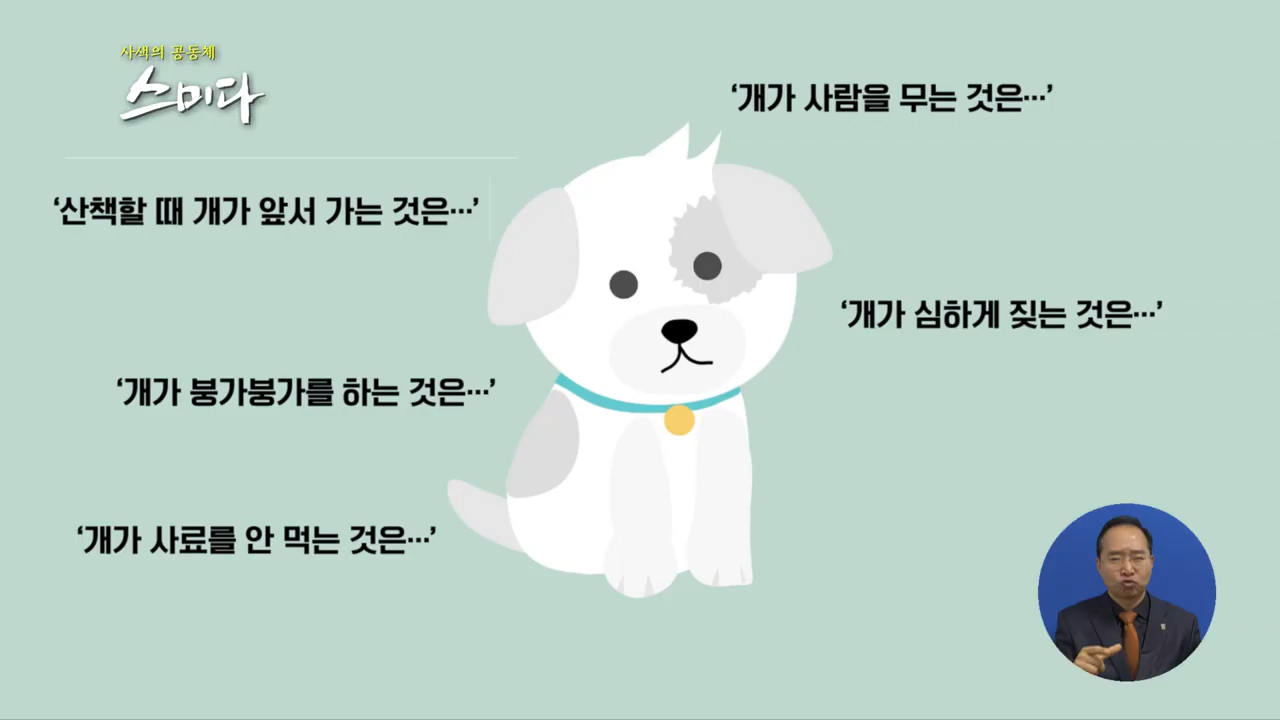 사색의 공동체
스미다
‘개가 사람을 무는 것은…’
‘산책할 때 개가 앞서 가는 것은…’
‘개가 심하게 짖는 것은…’
‘개가 붕가붕가를 하는 것은…’
‘개가 사료를 안 먹는 것은…’